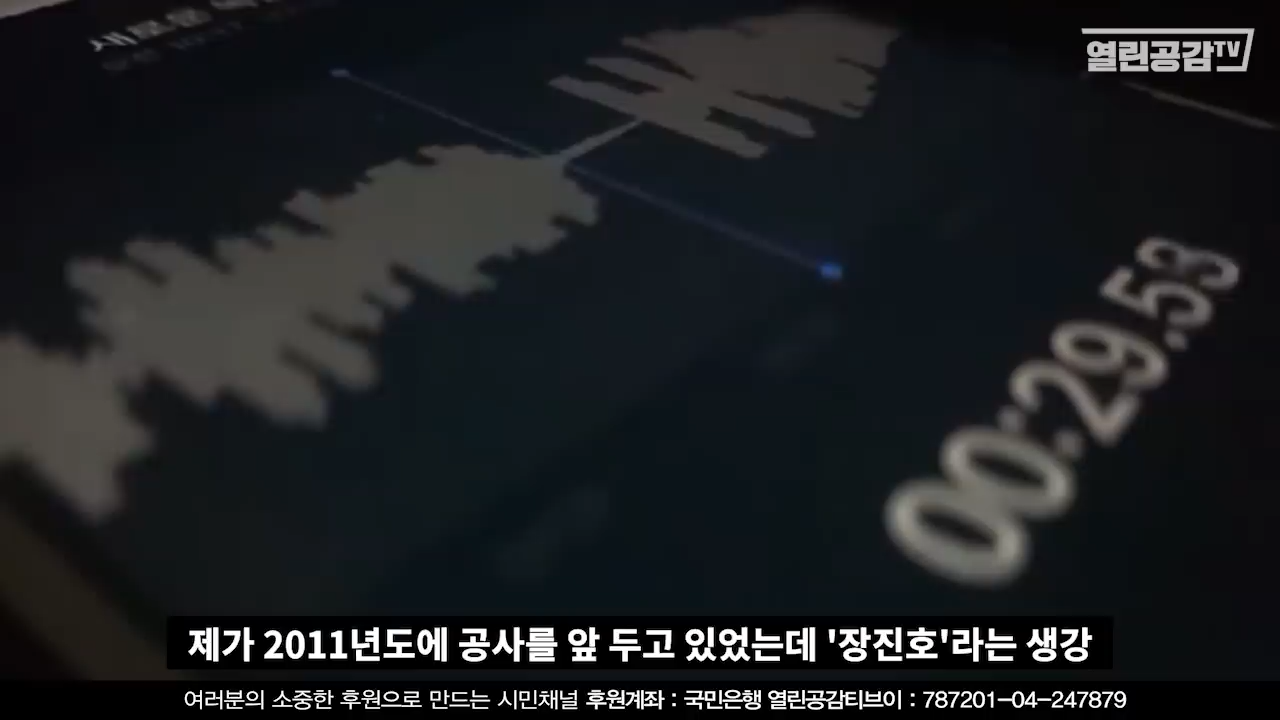 열린공감TV
00:29.53
제가 2011년도에 공사를 앞 두고 있었는데 '장진호'라는 생강
여러분의 소중한 후원으로 만드는 시민채널 후원계좌 : 국민은행 열린공감티브이 : 787201-04-247879